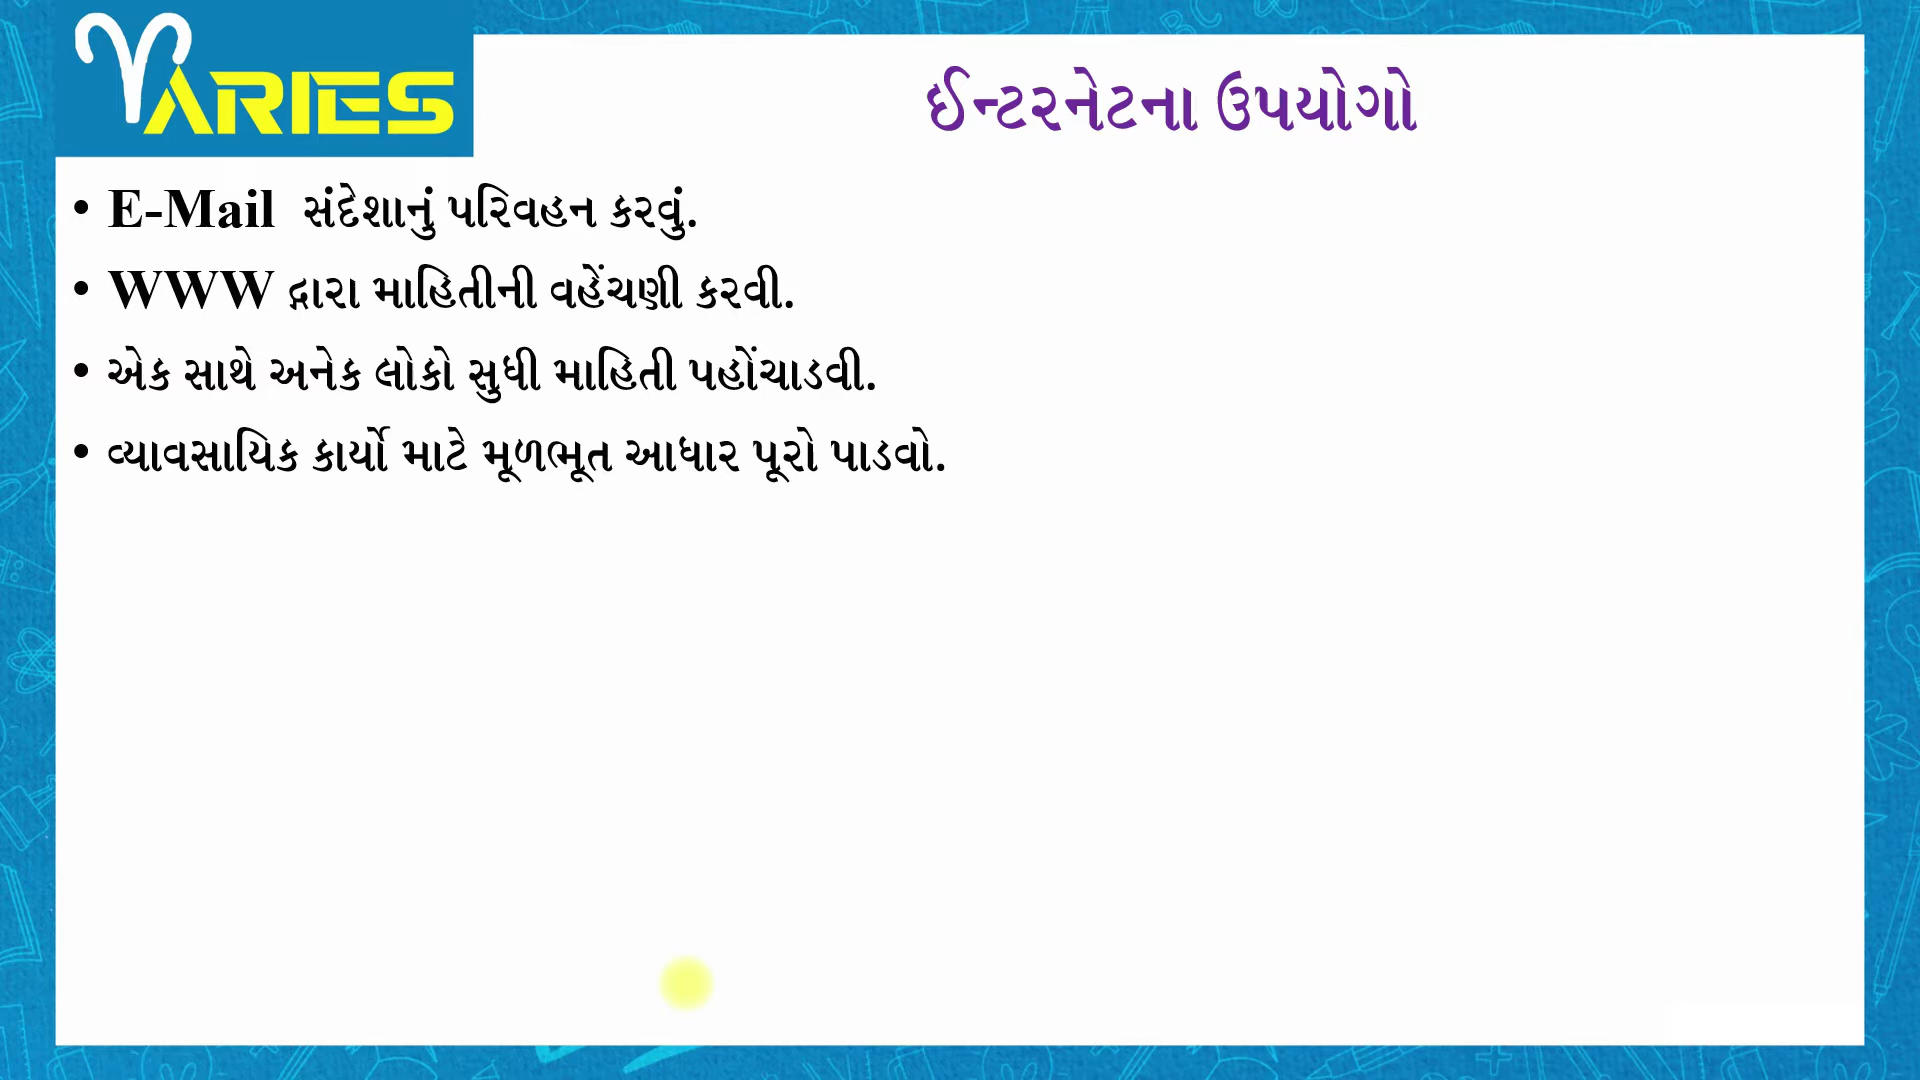 ARIES
ઈન્ટરનેટના ઉપયોગો
• E-Mail સંદેશાનું પરિવહન કરવું.
• WWW દ્વારા માહિતીની વહેંચણી કરવી.
• એક સાથે અનેક લોકો સુધી માહિતી પહોંચાડવી.
• વ્યાવસાયિક કાર્યો માટે મૂળભૂત આધાર પૂરો પાડવો.